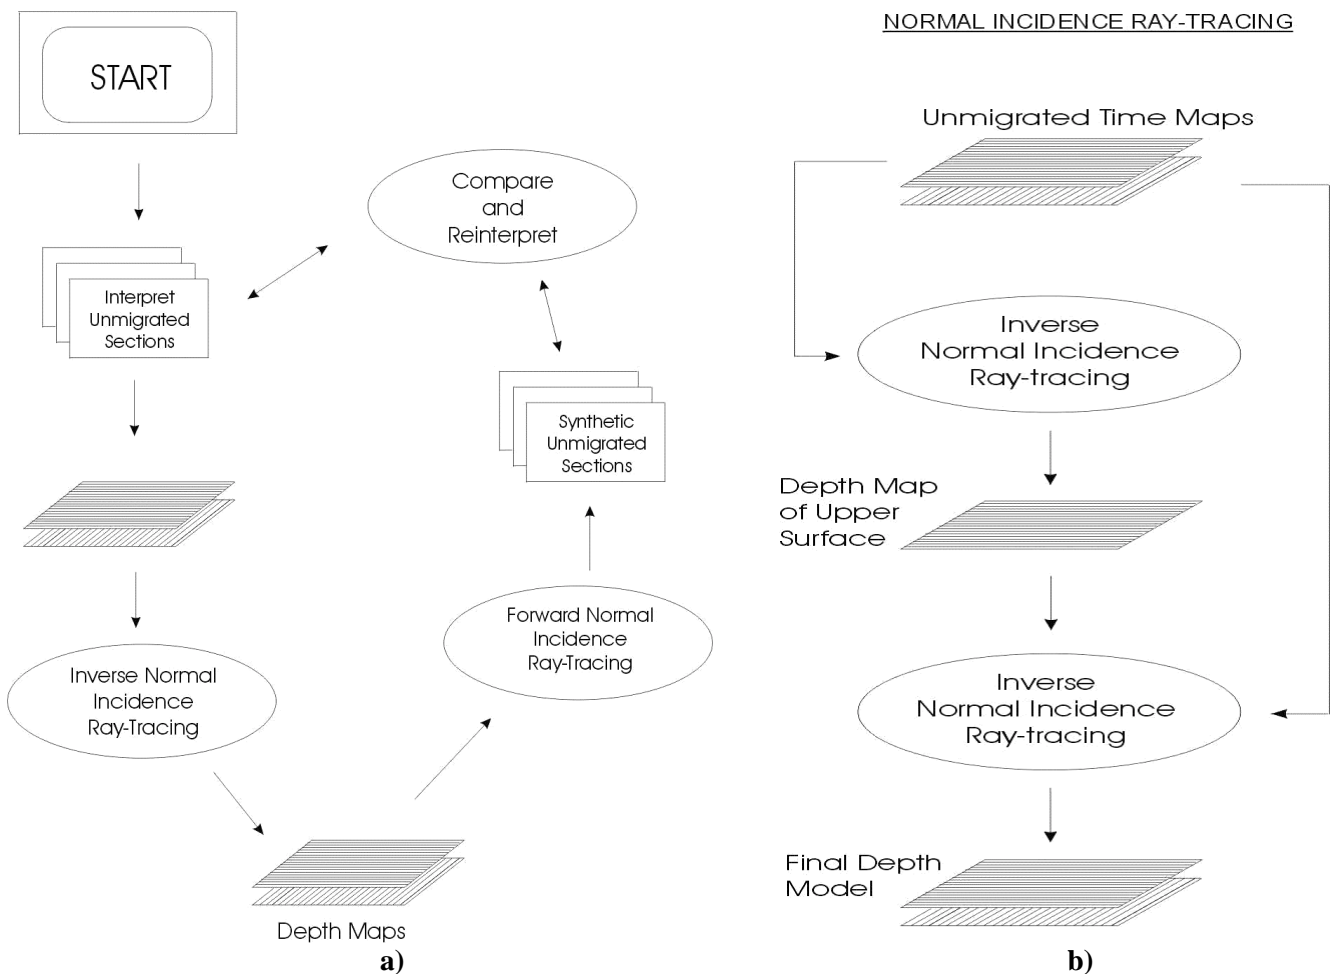 START
Interpret
Unmigrated
Sections
Inverse Normal
Incidence
Ray-Tracing
Depth Maps
Forward Normal
Incidence
Ray-Tracing
Synthetic
Unmigrated
Sections
Compare
and
Reinterpret
a)
NORMAL INCIDENCE RAY-TRACING
Unmigrated Time Maps
Inverse
Normal Incidence
Ray-tracing
Depth Map
of Upper
Surface
Inverse
Normal Incidence
Ray-tracing
Final Depth
Model
b)